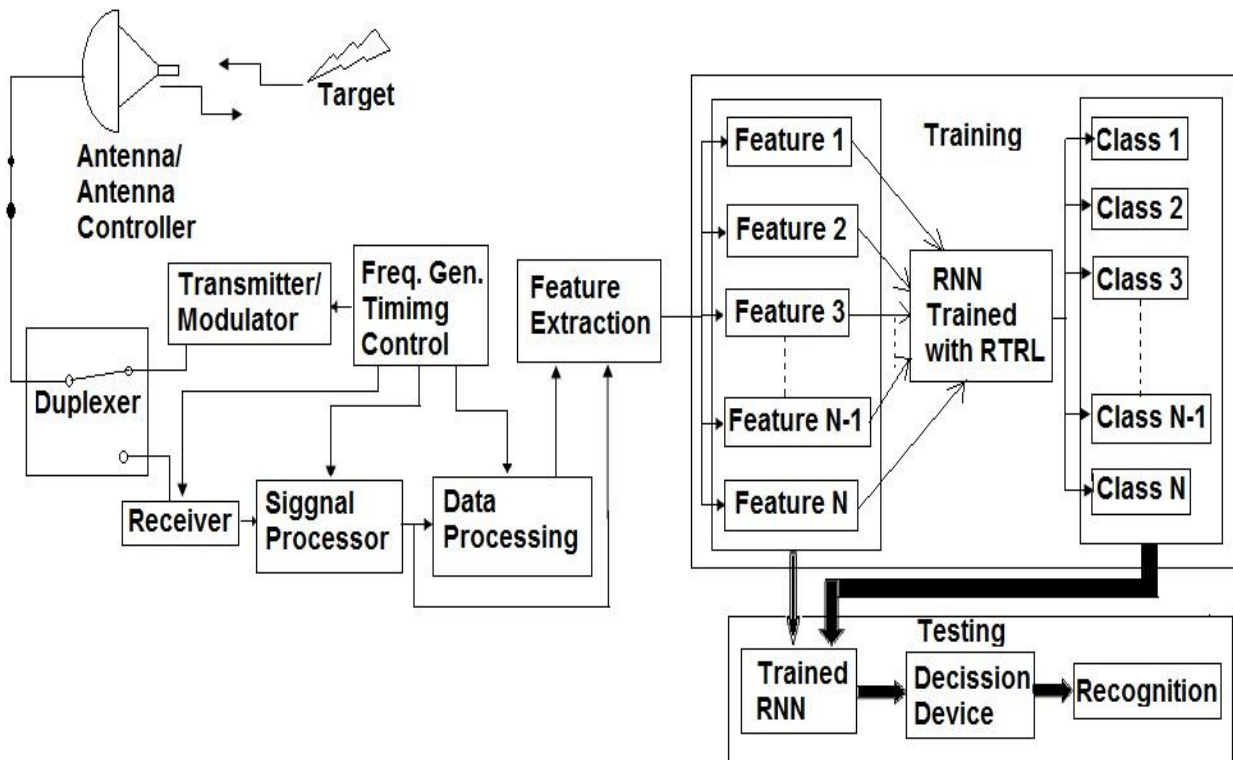 Target
Antenna/
Antenna
Controller
Transmitter/
Modulator
Freq. Gen.
Timimg
Control
Duplexer
Receiver
Siggnal
Processor
Data
Processing
Feature
Extraction
Training
Feature 1
Feature 2
Feature 3
Feature N-1
Feature N
RNN
Trained
with RTRL
Class 1
Class 2
Class 3
Class N-1
Class N
Testing
Trained
RNN
Decission
Device
Recognition